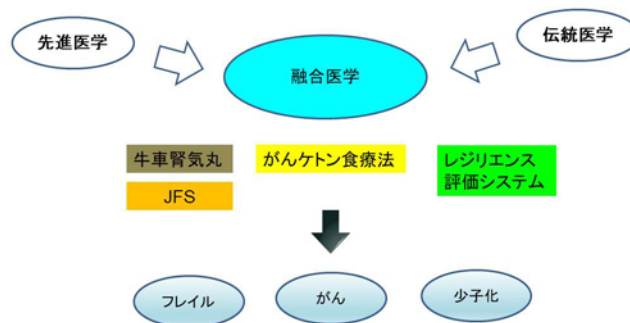 先進医学
伝統医学
融合医学
牛車腎気丸
がんケトン食療法
レジリエンス
評価システム
JFS
フレイル
がん
少子化